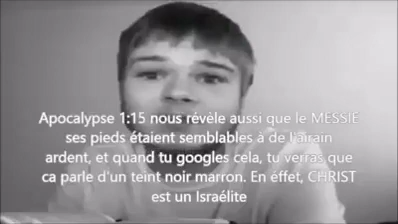 Apocalypse 1:15 nous révèle aussi que le MESSIE
ses pieds étaient semblables à de l'airain
ardent, et quand tu googles cela, tu verras que
ca parle d'un teint noir marron. En éffet, CHRIST
est un Israélite